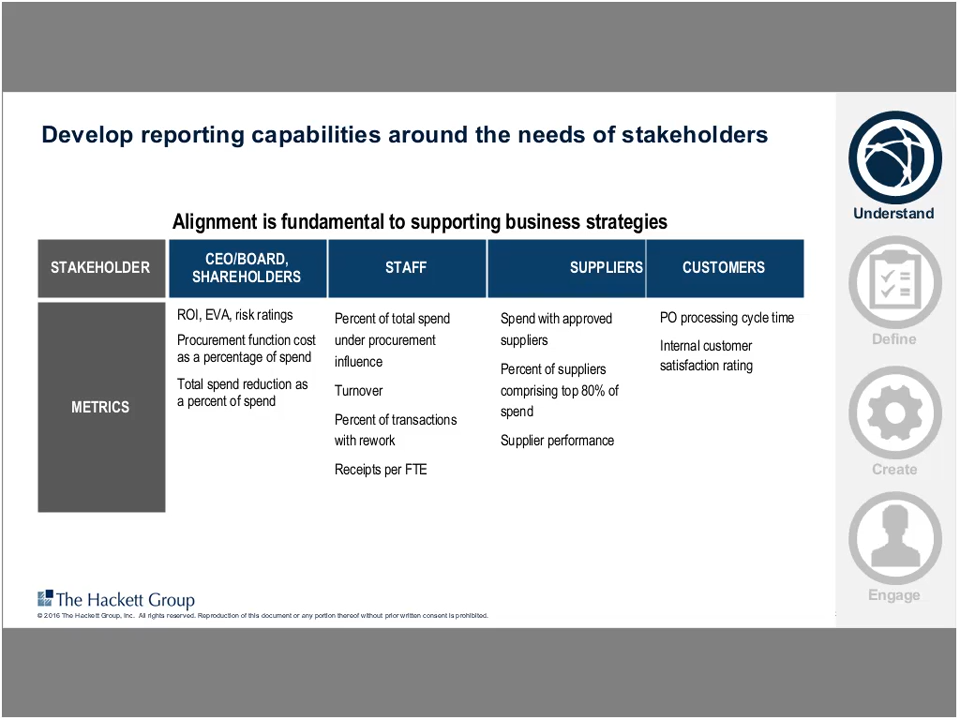 Develop reporting capabilities around the needs of stakeholders
Alignment is fundamental to supporting business strategies
STAKEHOLDER
CEO/BOARD,
SHAREHOLDERS
STAFF
SUPPLIERS
CUSTOMERS
METRICS
ROI, EVA, risk ratings
Procurement function cost
as a percentage of spend
Total spend reduction as
a percent of spend
Percent of total spend
under procurement
influence
Turnover
Percent of transactions
with rework
Receipts per FTE
Spend with approved
suppliers
Percent of suppliers
comprising top 80% of
spend
Supplier performance
PO processing cycle time
Internal customer
satisfaction rating
Understand
Define
Create
Engage
The Hackett Group
© 2016 The Hackett Group, Inc. All rights reserved. Reproduction of this document or any portion thereof without prior written consent is prohibited.